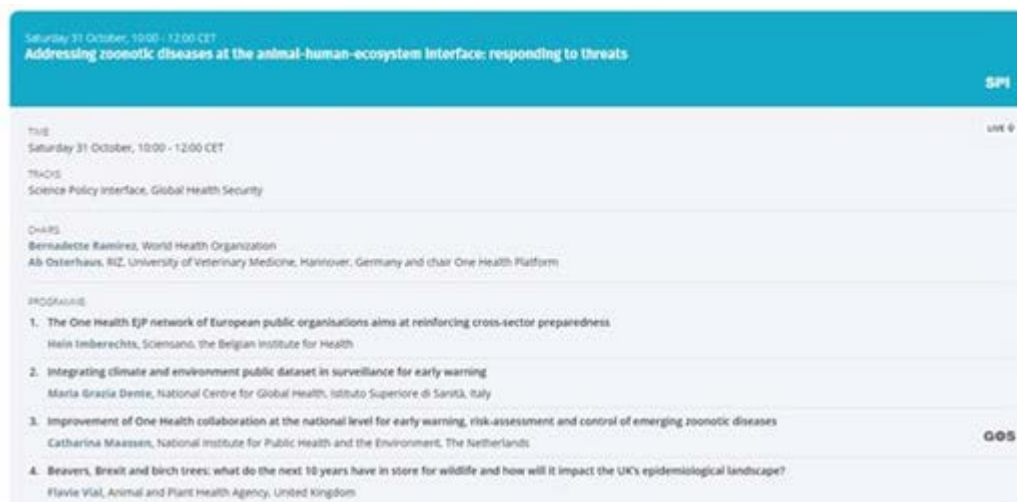 Saturday 31 October, 10:00 - 12:00 CET
Addressing zoonotic diseases at the animal-human-ecosystem interface: responding to threats
SPI
TIME
LIVE
Saturday 31 October, 10:00 - 12:00 CET
TRACKS
Science Policy Interface, Global Health Security
CHAIRS
Bernadette Ramirez, World Health Organization
Ab Osterhaus, RIZ, University of Veterinary Medicine, Hannover, Germany and chair One Health Platform
PROGRAMME
1. The One Health EJP network of European public organisations aims at reinforcing cross-sector preparedness
Hein Imberechts, Sciensano, the Belgian Institute for Health
2. Integrating climate and environment public dataset in surveillance for early warning
Maria Grazia Dente, National Centre for Global Health, Istituto Superiore di Sanità, Italy
3. Improvement of One Health collaboration at the national level for early warning, risk-assessment and control of emerging zoonotic diseases
Catharina Maassen, National Institute for Public Health and the Environment, The Netherlands
GOS
4. Beavers, Brexit and birch trees: what do the next 10 years have in store for wildlife and how will it impact the UK's epidemiological landscape?
Flavie Vial, Animal and Plant Health Agency, United Kingdom